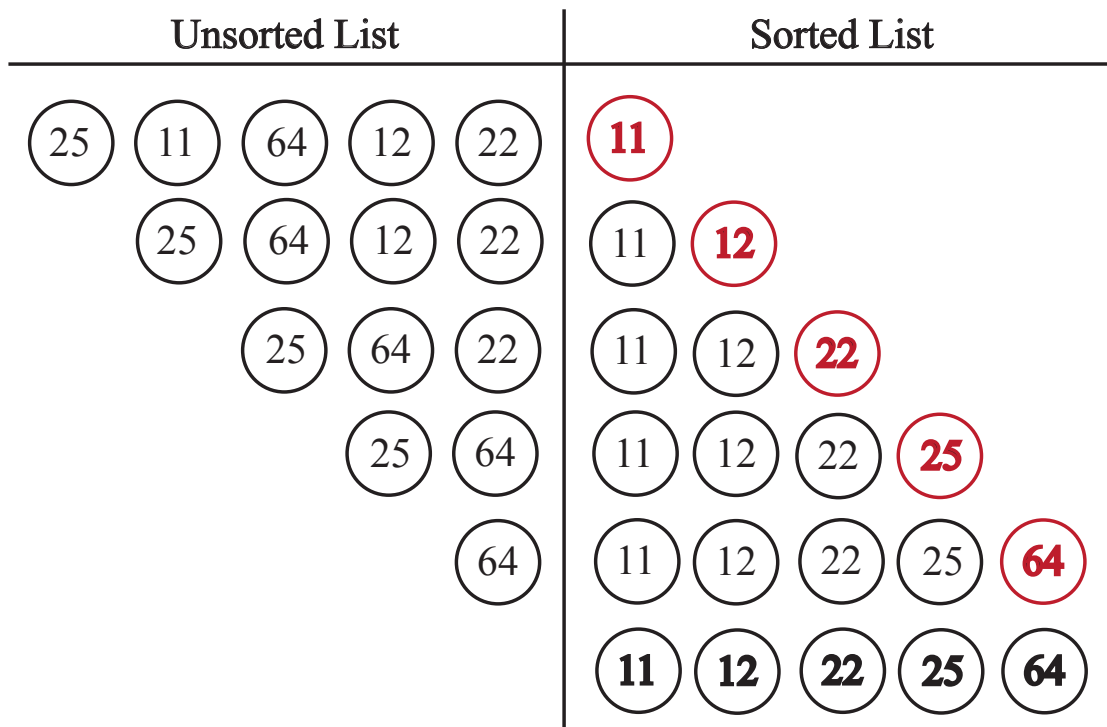 Unsorted List Sorted List
25 11 64 12 22 11
25 64 12 22 11 12
25 64 22 11 12 22
25 64 11 12 22 25
64 11 12 22 25 64
11 12 22 25 64